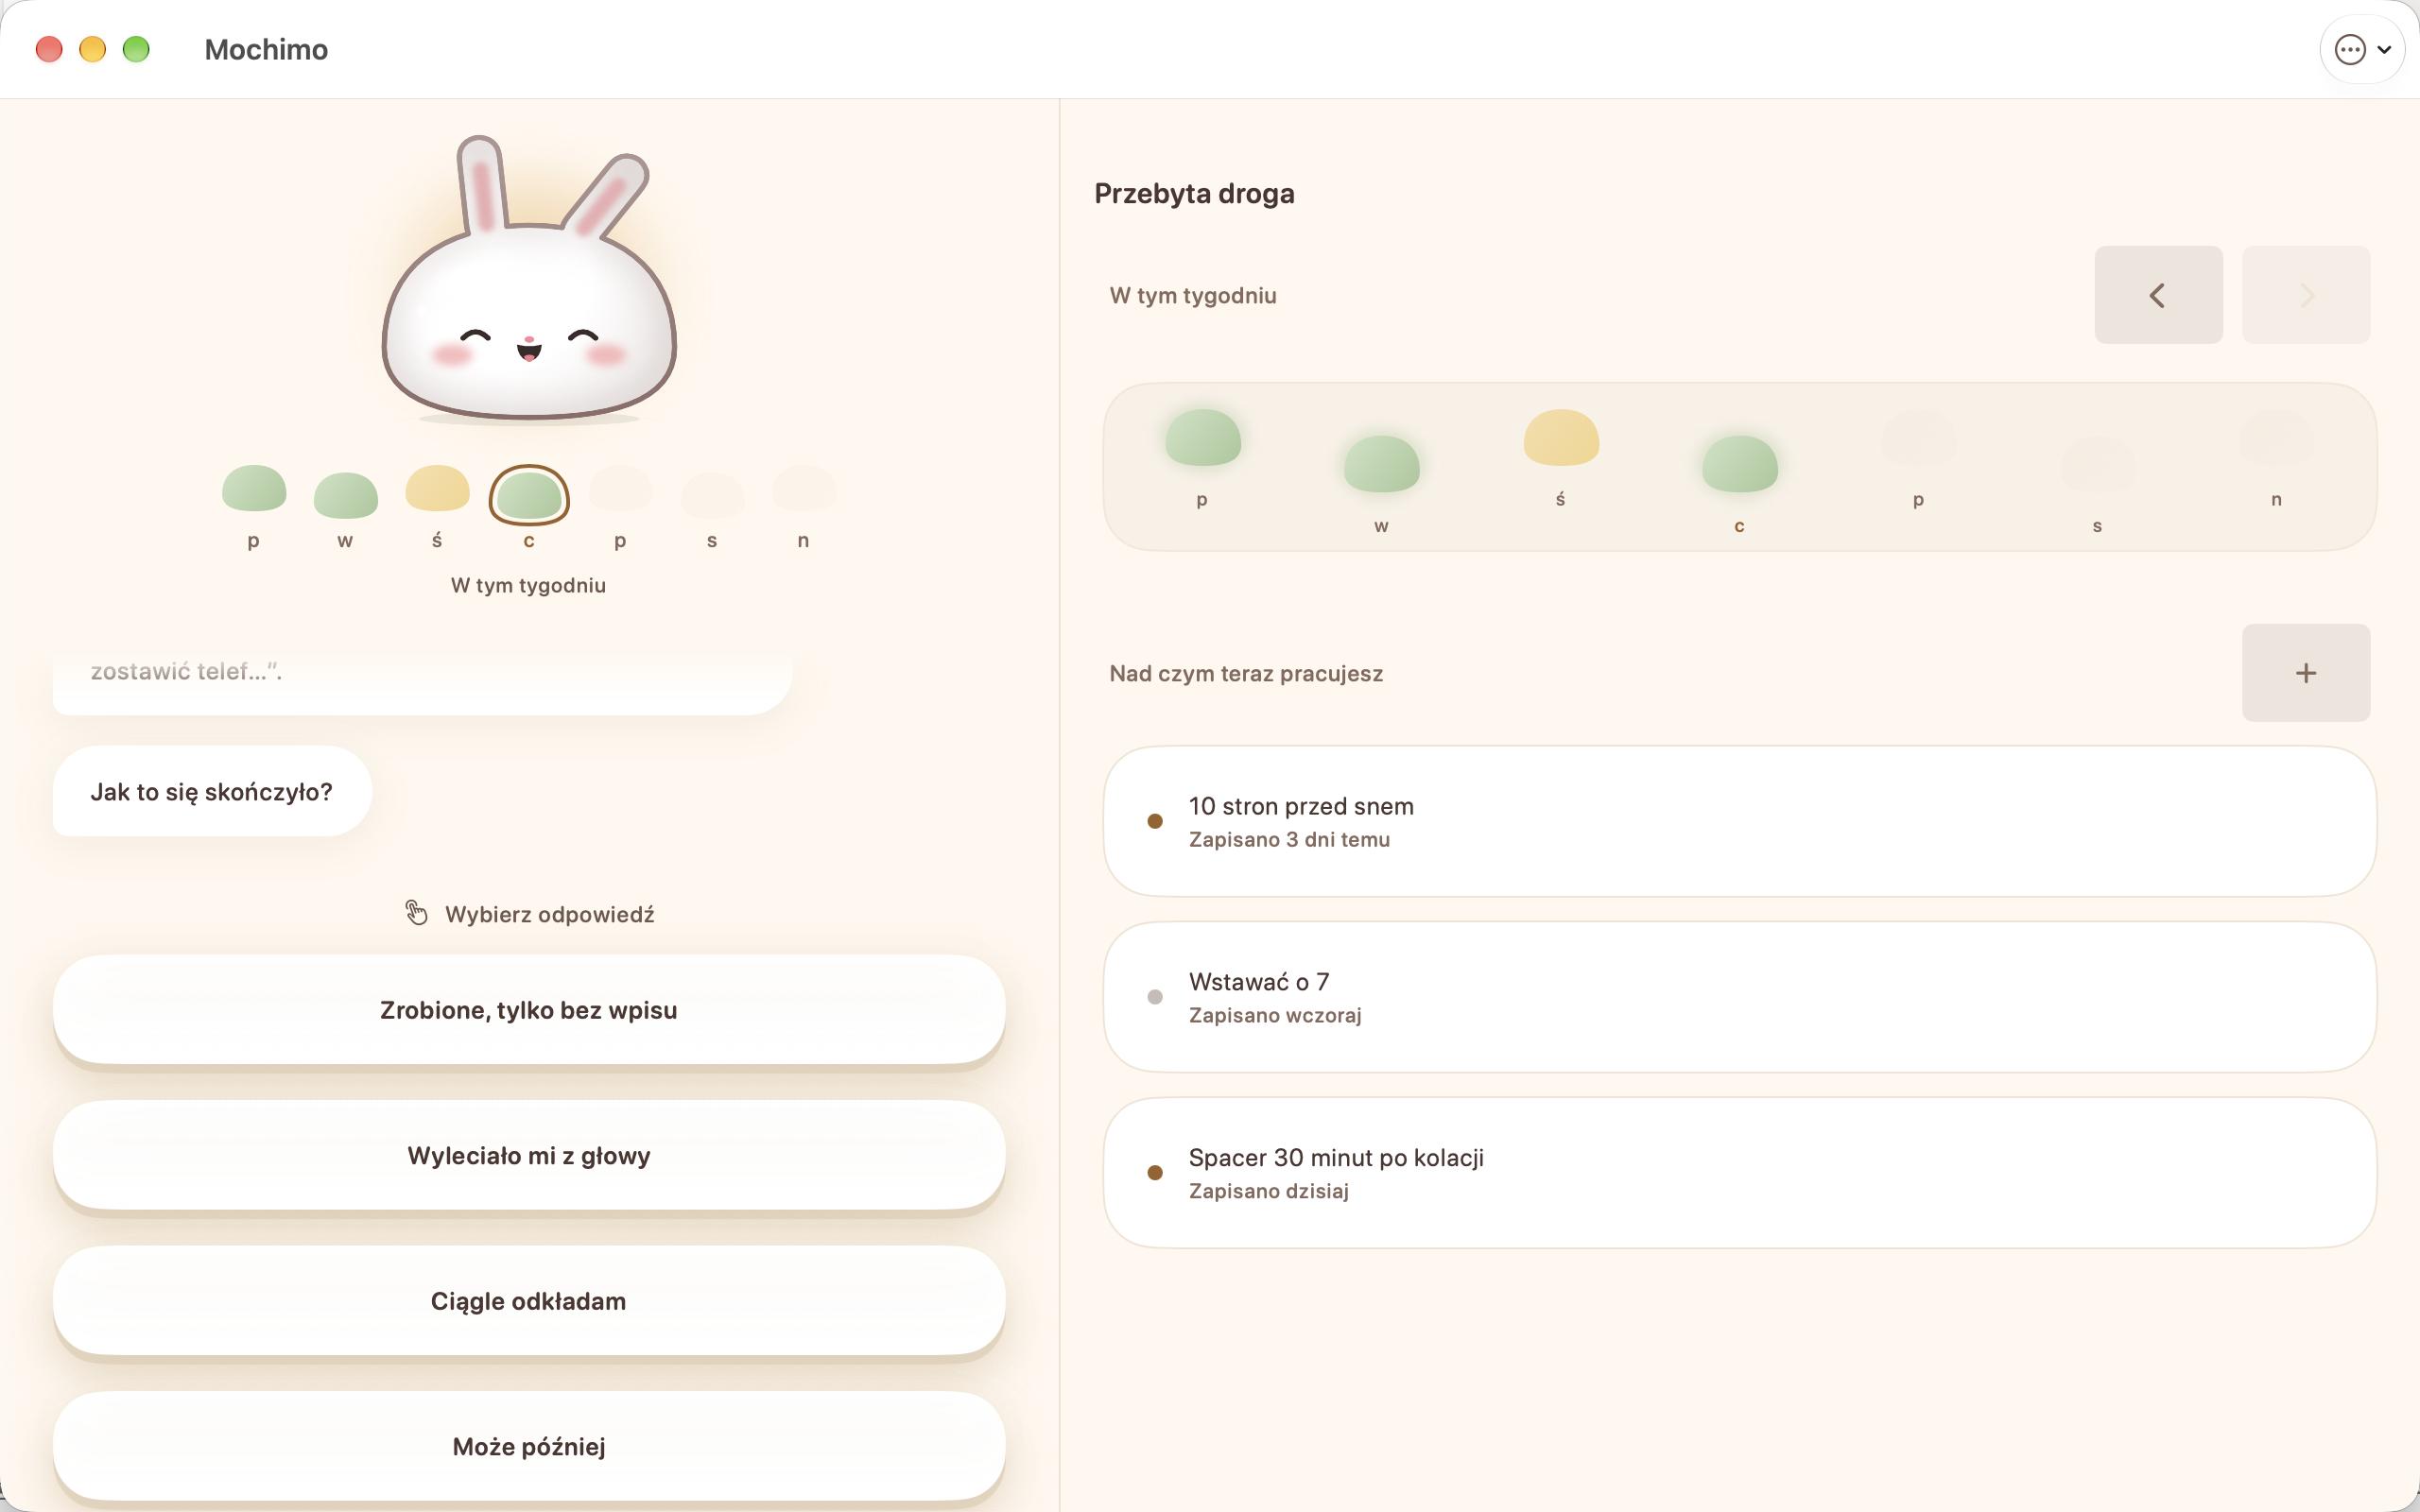 Mochimo
p w ś c p s n
W tym tygodniu
zostawić telef...”.
Jak to się skończyło?
Wybierz odpowiedź
Zrobione, tylko bez wpisu
Wyleciało mi z głowy
Ciągle odkładam
Może później
Przebyta droga
W tym tygodniu
p w ś c p s n
Nad czym teraz pracujesz
10 stron przed snem
Zapisano 3 dni temu
Wstawać o 7
Zapisano wczoraj
Spacer 30 minut po kolacji
Zapisano dzisiaj